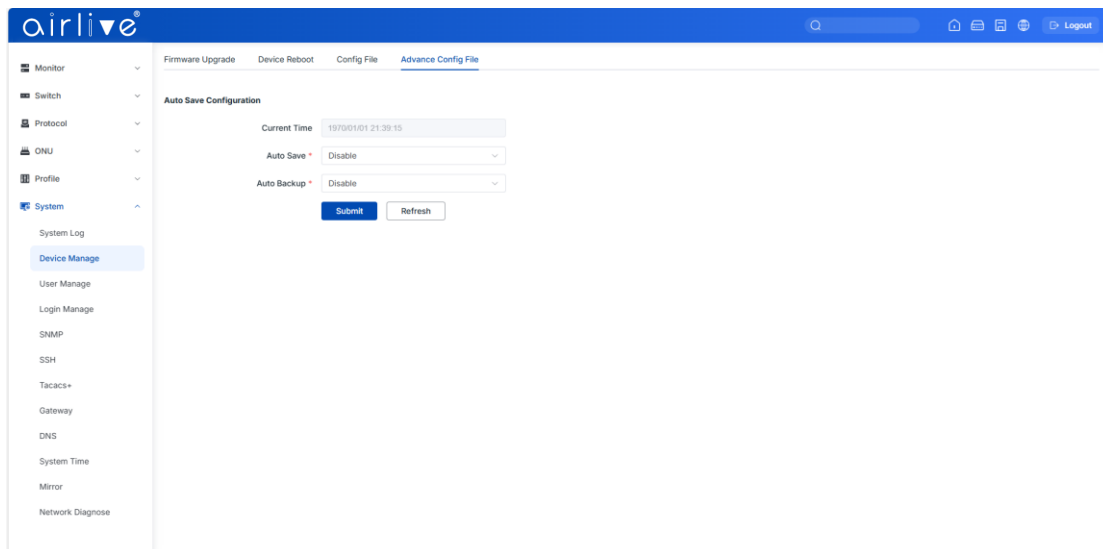 airlive®
Logout
Monitor
Switch
Protocol
ONU
Profile
System
System Log
Device Manage
User Manage
Login Manage
SNMP
SSH
Tacacs+
Gateway
DNS
System Time
Mirror
Network Diagnose
Firmware Upgrade Device Reboot Config File Advance Config File
Auto Save Configuration
Current Time 1970/01/01 21:39:15
Auto Save * Disable
Auto Backup * Disable
Submit Refresh